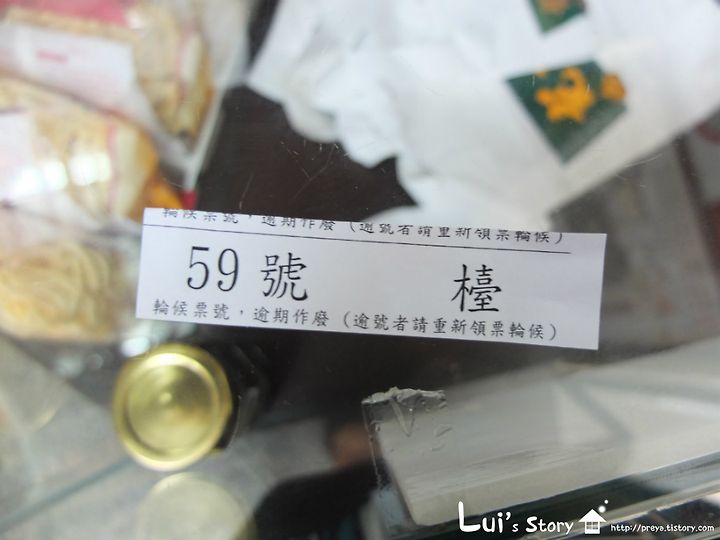 輪候票號，逾期作廢（逾號者請重新領票輪候）
59 號 檯
輪候票號，逾期作廢（逾號者請重新領票輪候）
Lui's Story http://preya.tistory.com